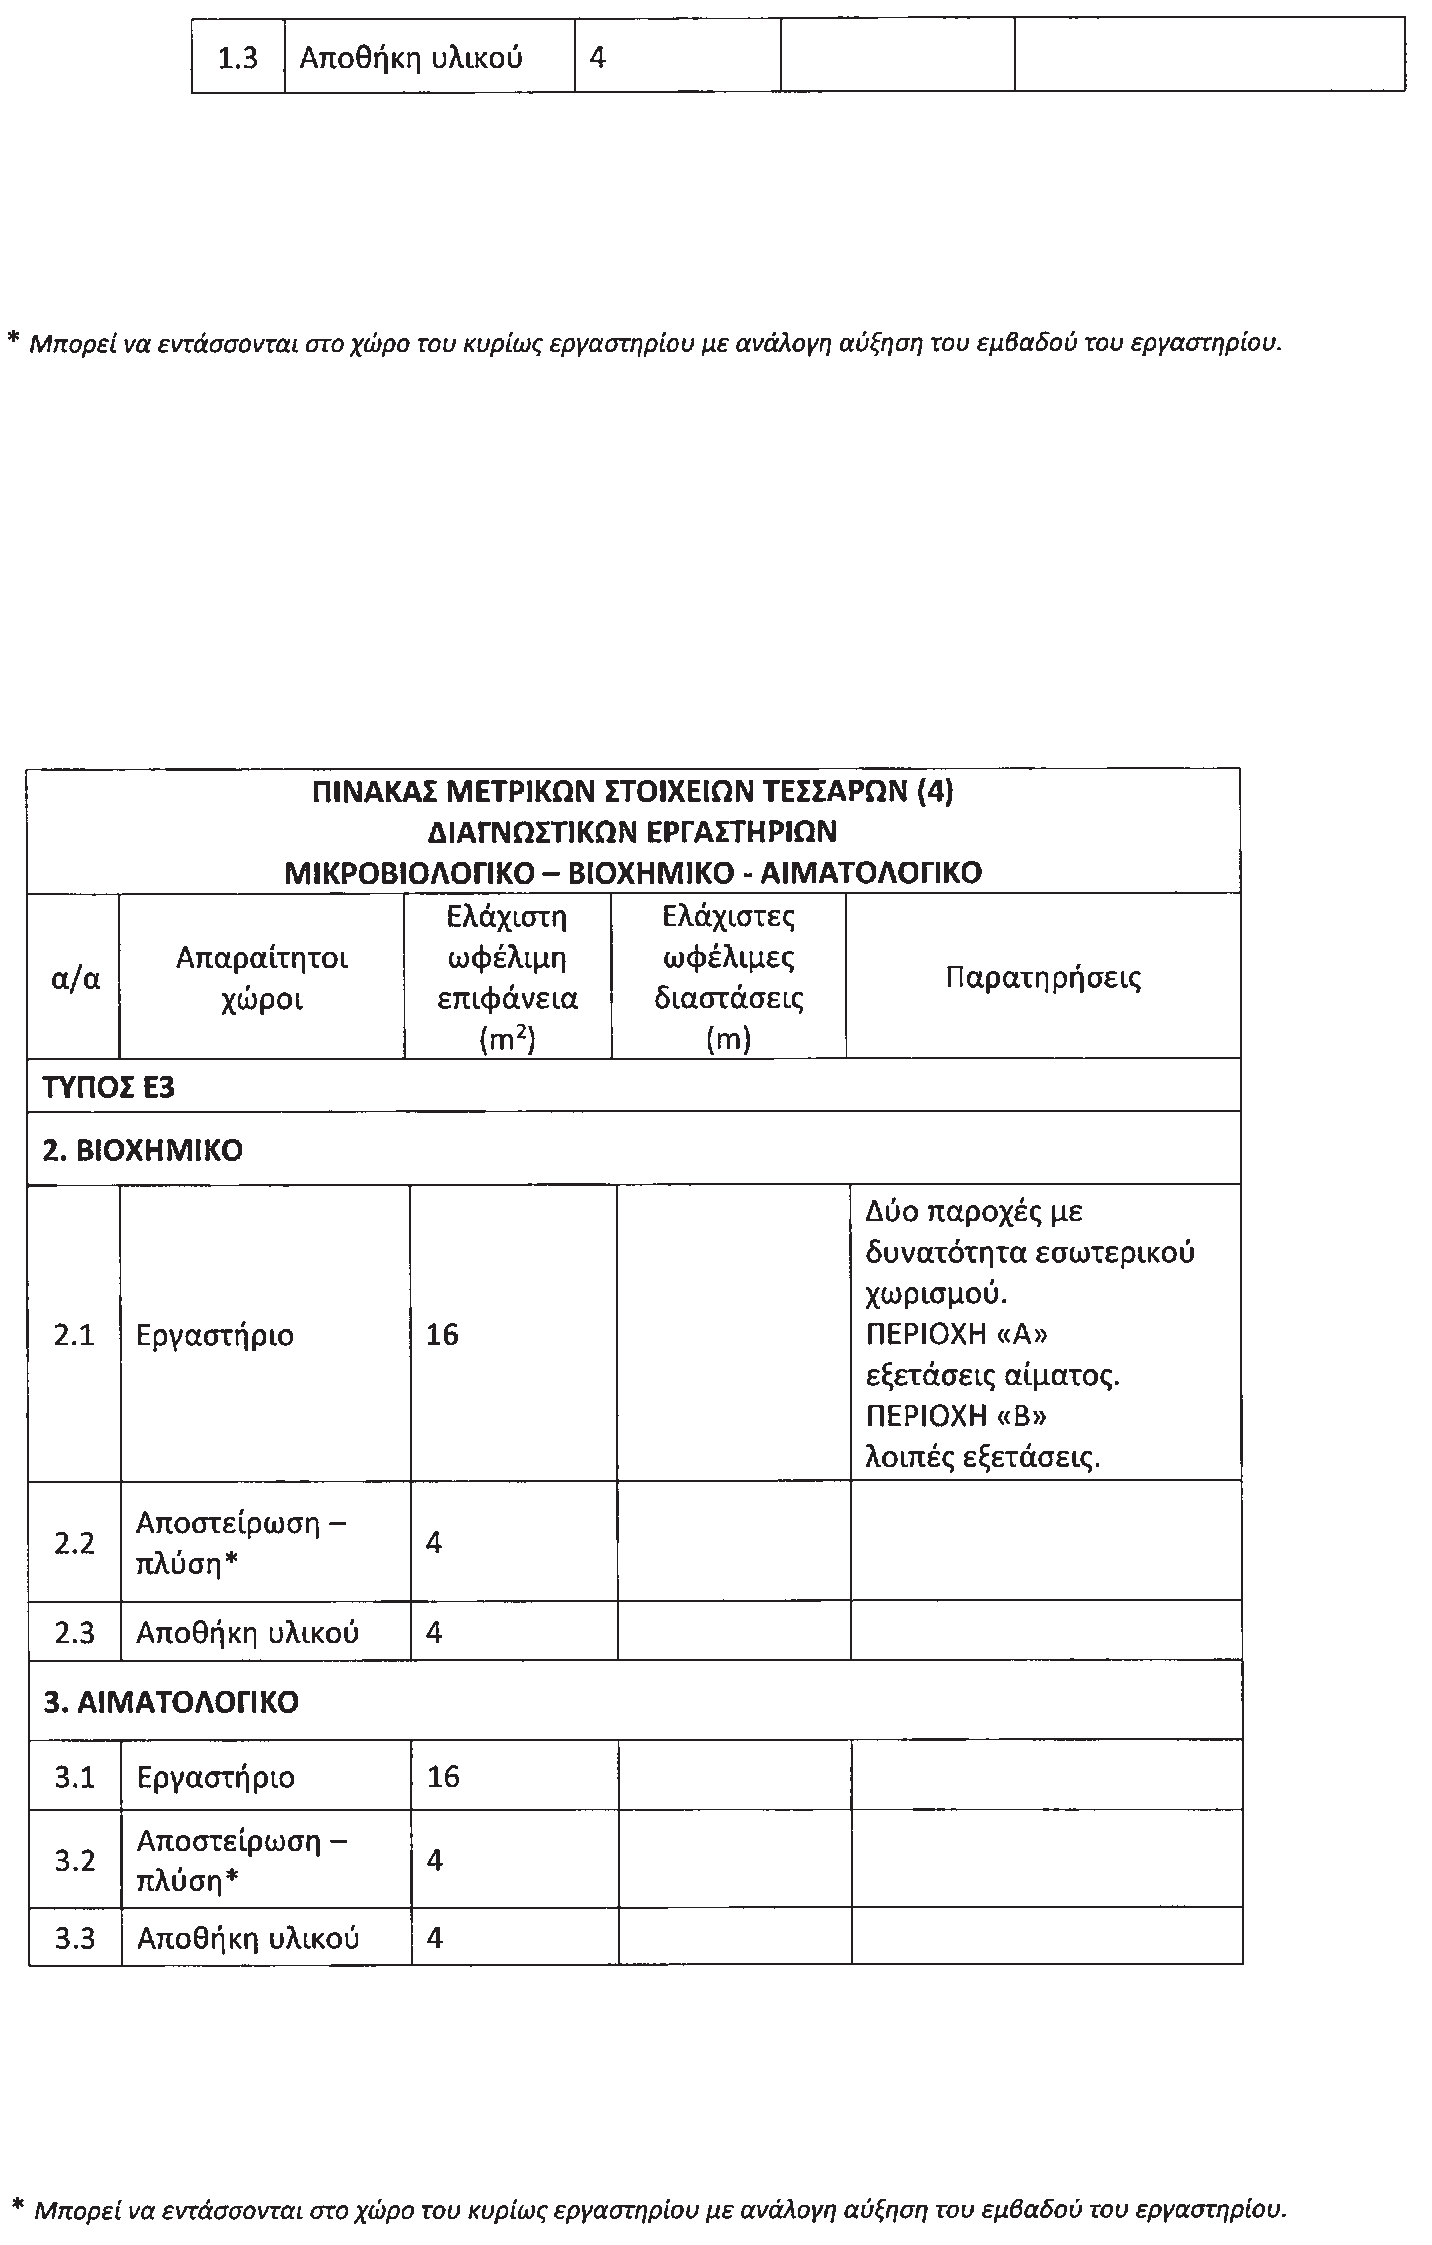 1.3 Αποθήκη υλικού 4
* Μπορεί να εντάσσονται στο χώρο του κυρίως εργαστηρίου με ανάλογη αύξηση του εμβαδού του εργαστηρίου.
ΠΙΝΑΚΑΣ ΜΕΤΡΙΚΩΝ ΣΤΟΙΧΕΙΩΝ ΤΕΣΣΑΡΩΝ (4)
ΔΙΑΓΝΩΣΤΙΚΩΝ ΕΡΓΑΣΤΗΡΙΩΝ
ΜΙΚΡΟΒΙΟΛΟΓΙΚΟ – ΒΙΟΧΗΜΙΚΟ - ΑΙΜΑΤΟΛΟΓΙΚΟ
α/α
Απαραίτητοι
χώροι
Ελάχιστη
ωφέλιμη
επιφάνεια
(m²)
Ελάχιστες
ωφέλιμες
διαστάσεις
(m)
Παρατηρήσεις
ΤΥΠΟΣ Ε3
2. ΒΙΟΧΗΜΙΚΟ
2.1 Εργαστήριο 16
Δύο παροχές με
δυνατότητα εσωτερικού
χωρισμού.
ΠΕΡΙΟΧΗ «Α»
εξετάσεις αίματος.
ΠΕΡΙΟΧΗ «Β»
λοιπές εξετάσεις.
2.2
Αποστείρωση –
πλύση*
4
2.3 Αποθήκη υλικού 4
3. ΑΙΜΑΤΟΛΟΓΙΚΟ
3.1 Εργαστήριο 16
3.2
Αποστείρωση –
πλύση*
4
3.3 Αποθήκη υλικού 4
* Μπορεί να εντάσσονται στο χώρο του κυρίως εργαστηρίου με ανάλογη αύξηση του εμβαδού του εργαστηρίου.